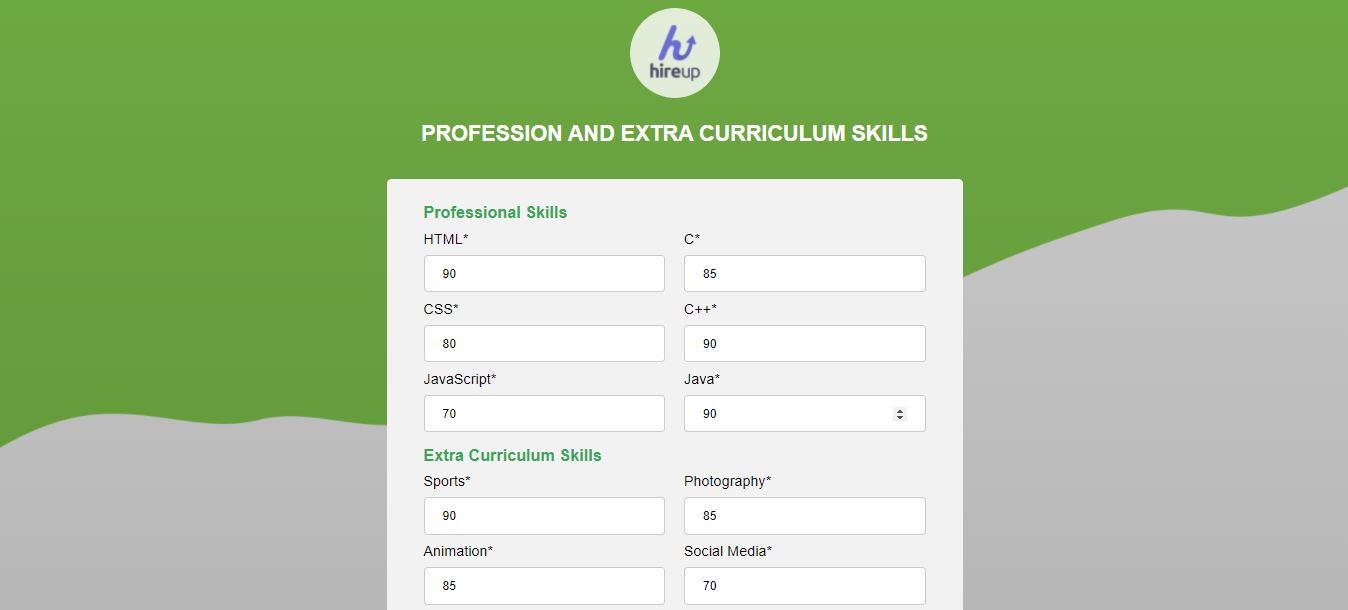 hireup
PROFESSION AND EXTRA CURRICULUM SKILLS
Professional Skills
HTML* C*
90 85
CSS* C++*
80 90
JavaScript* Java*
70 90
Extra Curriculum Skills
Sports* Photography*
90 85
Animation* Social Media*
85 70